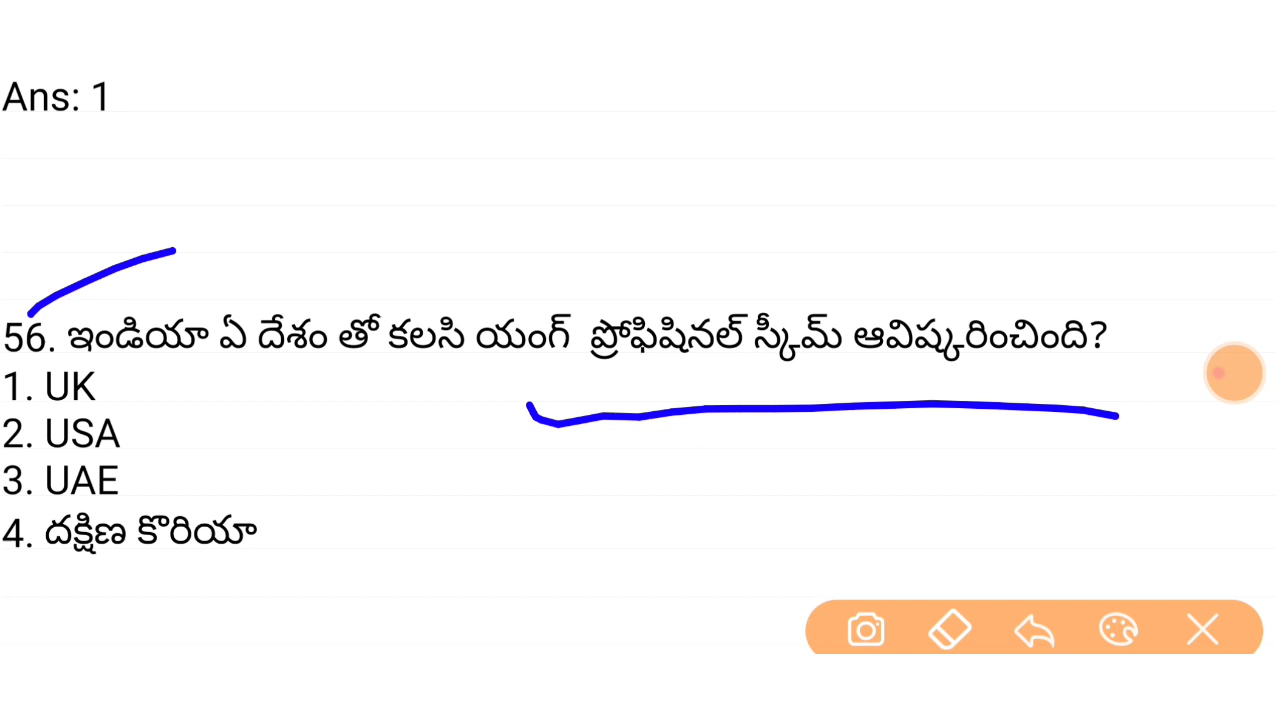 Ans: 1
56. ఇండియా ఏ దేశం తో కలసి యంగ్ ప్రోఫిషినల్ స్కీమ్ ఆవిష్కరించింది?
1. UK
2. USA
3. UAE
4. దక్షిణ కొరియా